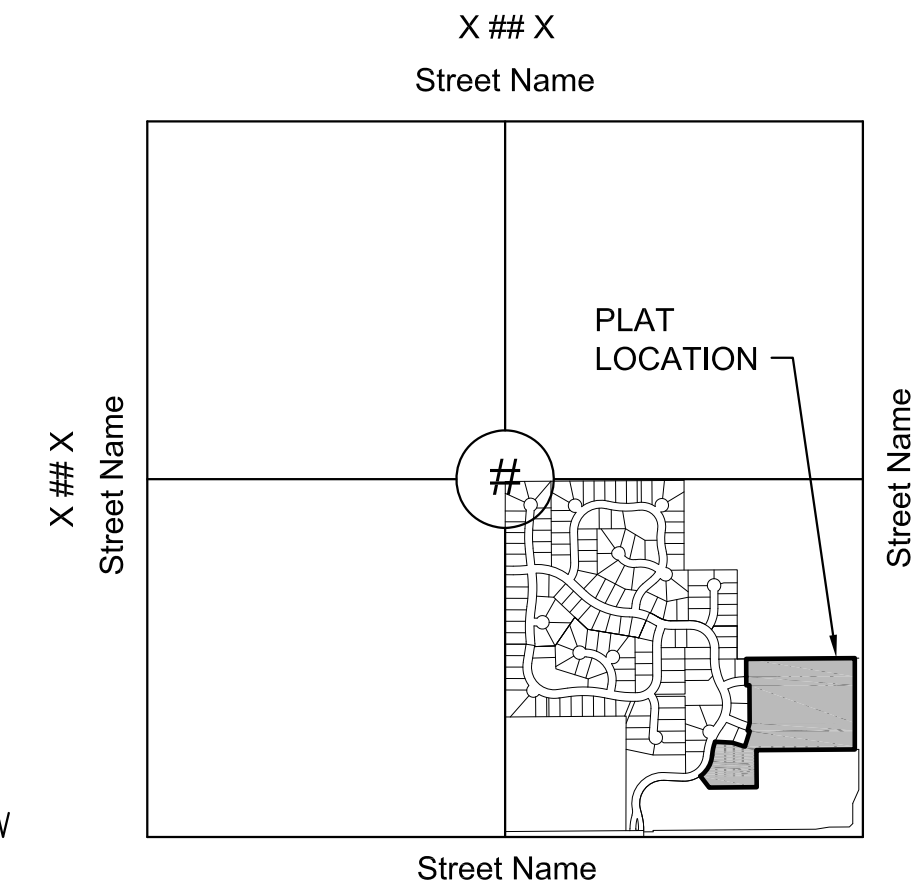 X ## X
Street Name
PLAT
LOCATION
X ## X
Street Name
#
Street Name
W
Street Name